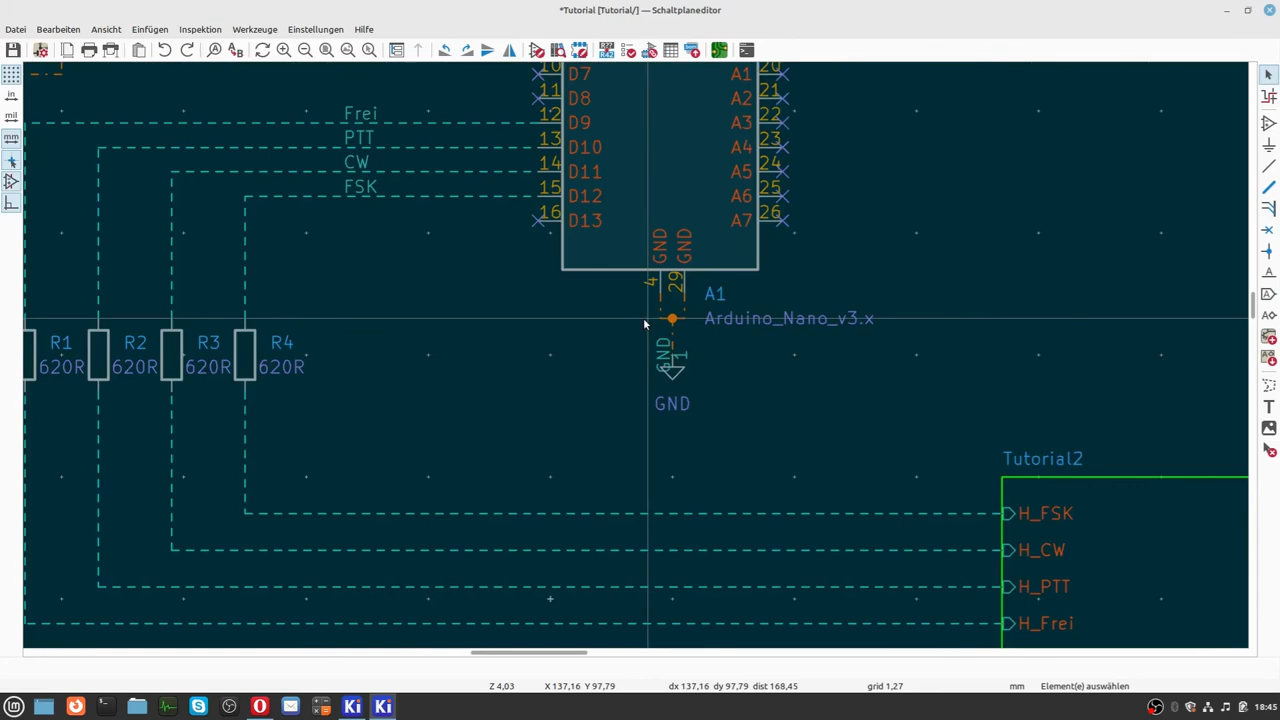 *Tutorial [Tutorial/] — Schaltplaneditor
Datei Bearbeiten Ansicht Einfügen Inspektion Werkzeuge Einstellungen Hilfe
in
mil
mm
10 D7 A1 20
11 D8 A2 21
Frei 12 D9 A3 22
PTT 13 D10 A4 23
CW 14 D11 A5 24
FSK 15 D12 A6 25
16 D13 A7 26
GND GND
4 29
A1
Arduino_Nano_v3.x
R1 R2 R3 R4
620R 620R 620R 620R
GND 1
GND
Tutorial2
H_FSK
H_CW
H_PTT
H_Frei
Z 4,03 X 137,16 Y 97,79 dx 137,16 dy 97,79 dist 168,45 grid 1,27 mm Element(e) auswählen
Ki Ki 18:45